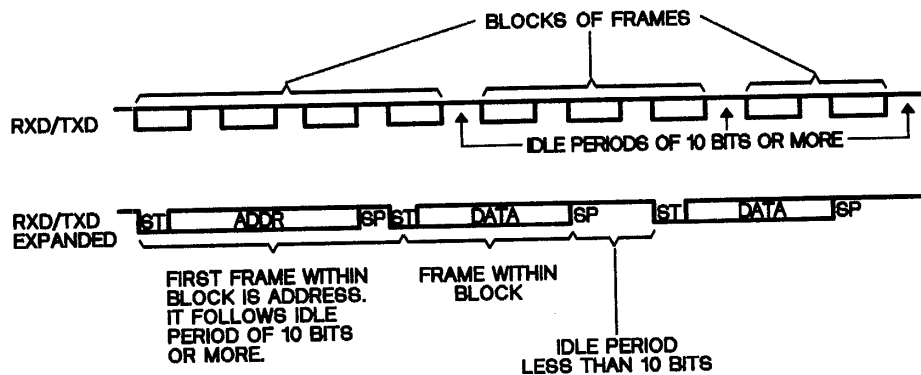 BLOCKS OF FRAMES
RXD/TXD
IDLE PERIODS OF 10 BITS OR MORE
RXD/TXD
EXPANDED
ST ADDR SP ST DATA SP ST DATA SP
FIRST FRAME WITHIN
BLOCK IS ADDRESS.
IT FOLLOWS IDLE
PERIOD OF 10 BITS
OR MORE.
FRAME WITHIN
BLOCK
IDLE PERIOD
LESS THAN 10 BITS